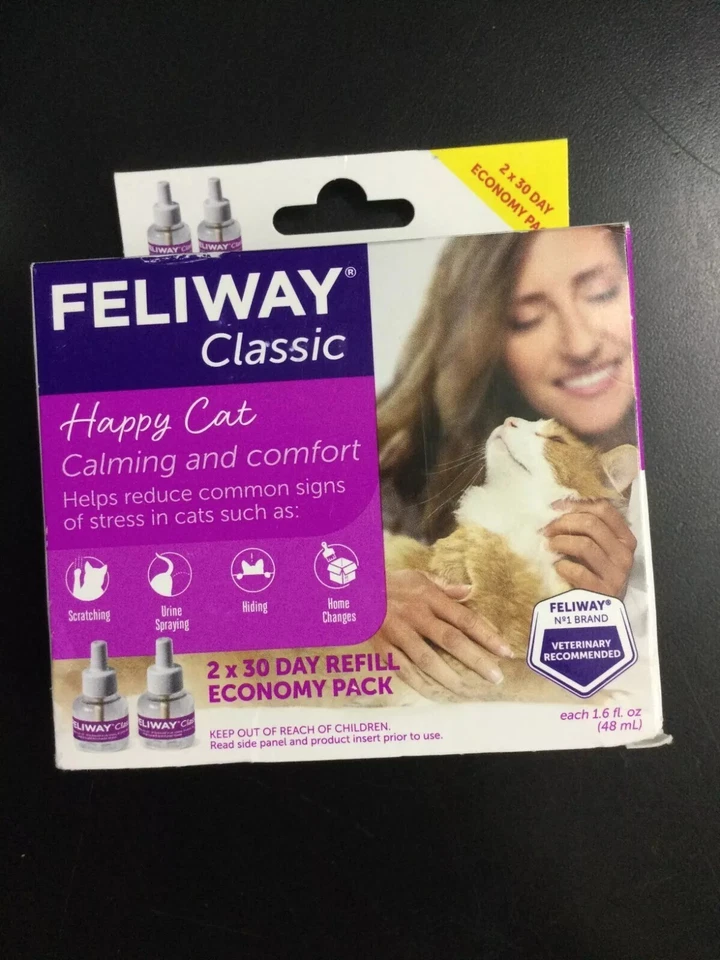 2 x 30 DAY
ECONOMY
FELIWAY®
Classic
Happy Cat
Calming and comfort
Helps reduce common signs
of stress in cats such as:
Scratching
Urine
Spraying
Hiding
Home
Changes
2 x 30 DAY REFILL
ECONOMY PACK
KEEP OUT OF REACH OF CHILDREN.
Read side panel and product insert prior to use.
FELIWAY®
Nº1 BRAND
VETERINARY
RECOMMENDED
each 1.6 fl. oz
(48 mL)